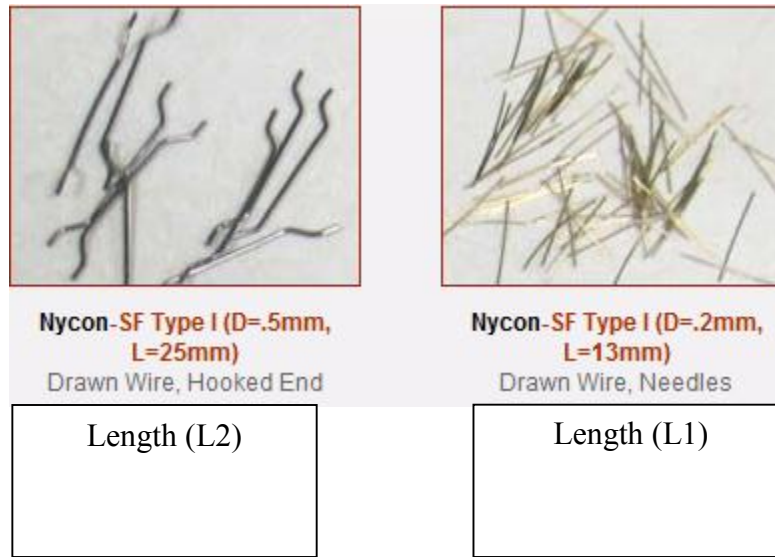 Nycon-SF Type I (D=.5mm,
L=25mm)
Drawn Wire, Hooked End
Length (L2)
Nycon-SF Type I (D=.2mm,
L=13mm)
Drawn Wire, Needles
Length (L1)